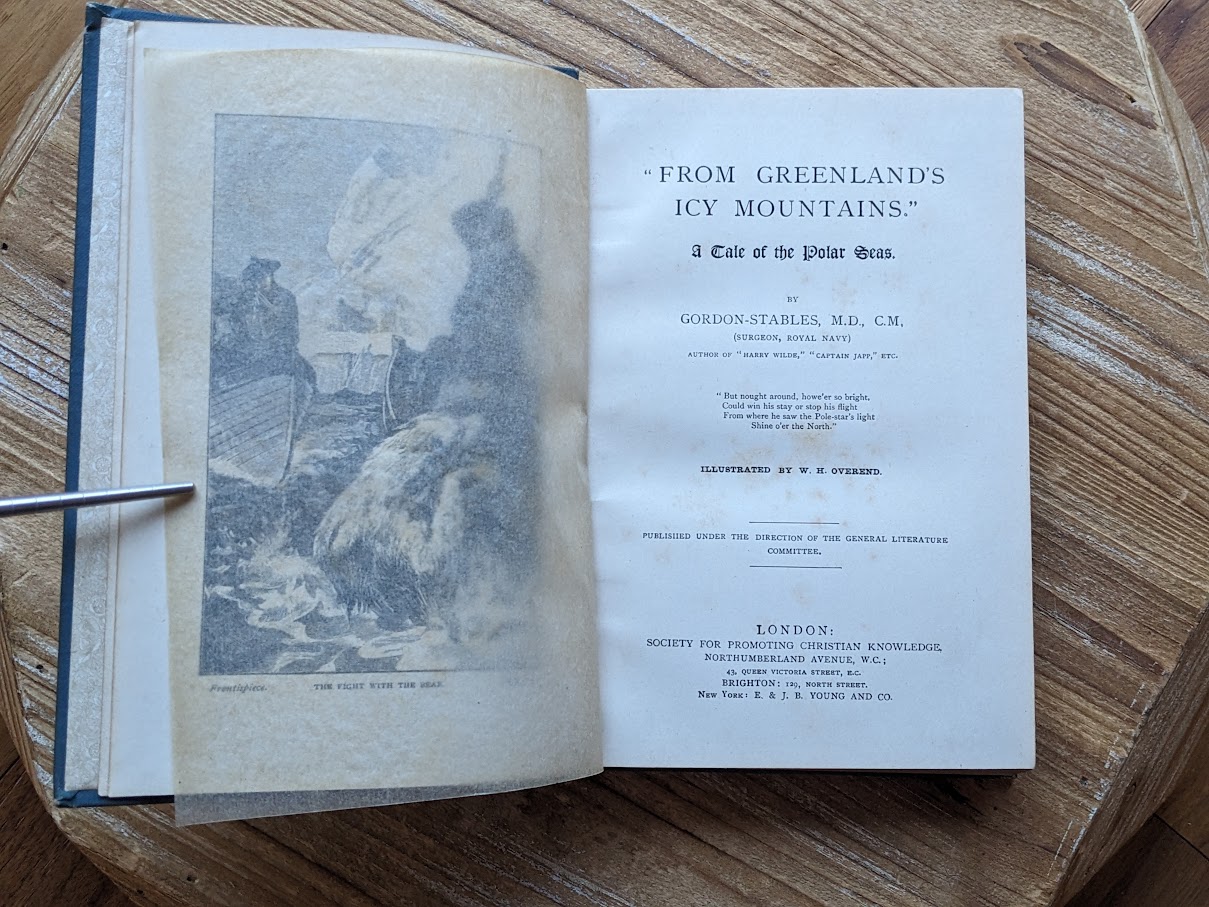 Frontispiece. THE FIGHT WITH THE BEAR.
"FROM GREENLAND'S
ICY MOUNTAINS."
A Tale of the Polar Seas.
BY
GORDON-STABLES, M.D., C.M.
(SURGEON, ROYAL NAVY)
AUTHOR OF "HARRY WILDE," "CAPTAIN JAPP," ETC.
"But nought around, howe'er so bright,
Could win his stay or stop his flight
From where he saw the Pole-star's light
Shine o'er the North."
ILLUSTRATED BY W. H. OVEREND.
PUBLISHED UNDER THE DIRECTION OF THE GENERAL LITERATURE
COMMITTEE.
LONDON:
SOCIETY FOR PROMOTING CHRISTIAN KNOWLEDGE,
NORTHUMBERLAND AVENUE, W.C.;
43, QUEEN VICTORIA STREET, E.C.
BRIGHTON: 129, NORTH STREET.
NEW YORK: E. & J. B. YOUNG AND CO.